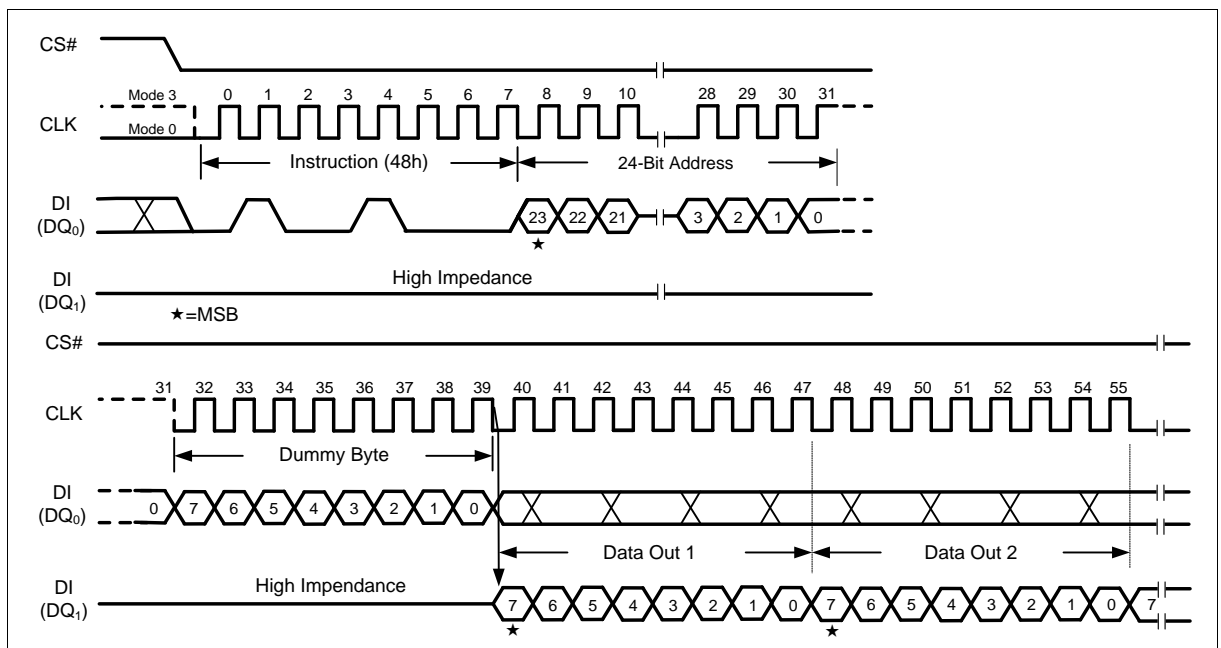 CS#
Mode 3 0 1 2 3 4 5 6 7 8 9 10 28 29 30 31
CLK Mode 0
Instruction (48h) 24-Bit Address
DI
(DQ0) 23 22 21 3 2 1 0
★
High Impedance
DI
(DQ1)
★=MSB
CS#
31 32 33 34 35 36 37 38 39 40 41 42 43 44 45 46 47 48 49 50 51 52 53 54 55
CLK
Dummy Byte
DI
(DQ0) 0 7 6 5 4 3 2 1 0
Data Out 1 Data Out 2
High Impendance
DI
(DQ1) 7 6 5 4 3 2 1 0 7 6 5 4 3 2 1 0 7
★ ★